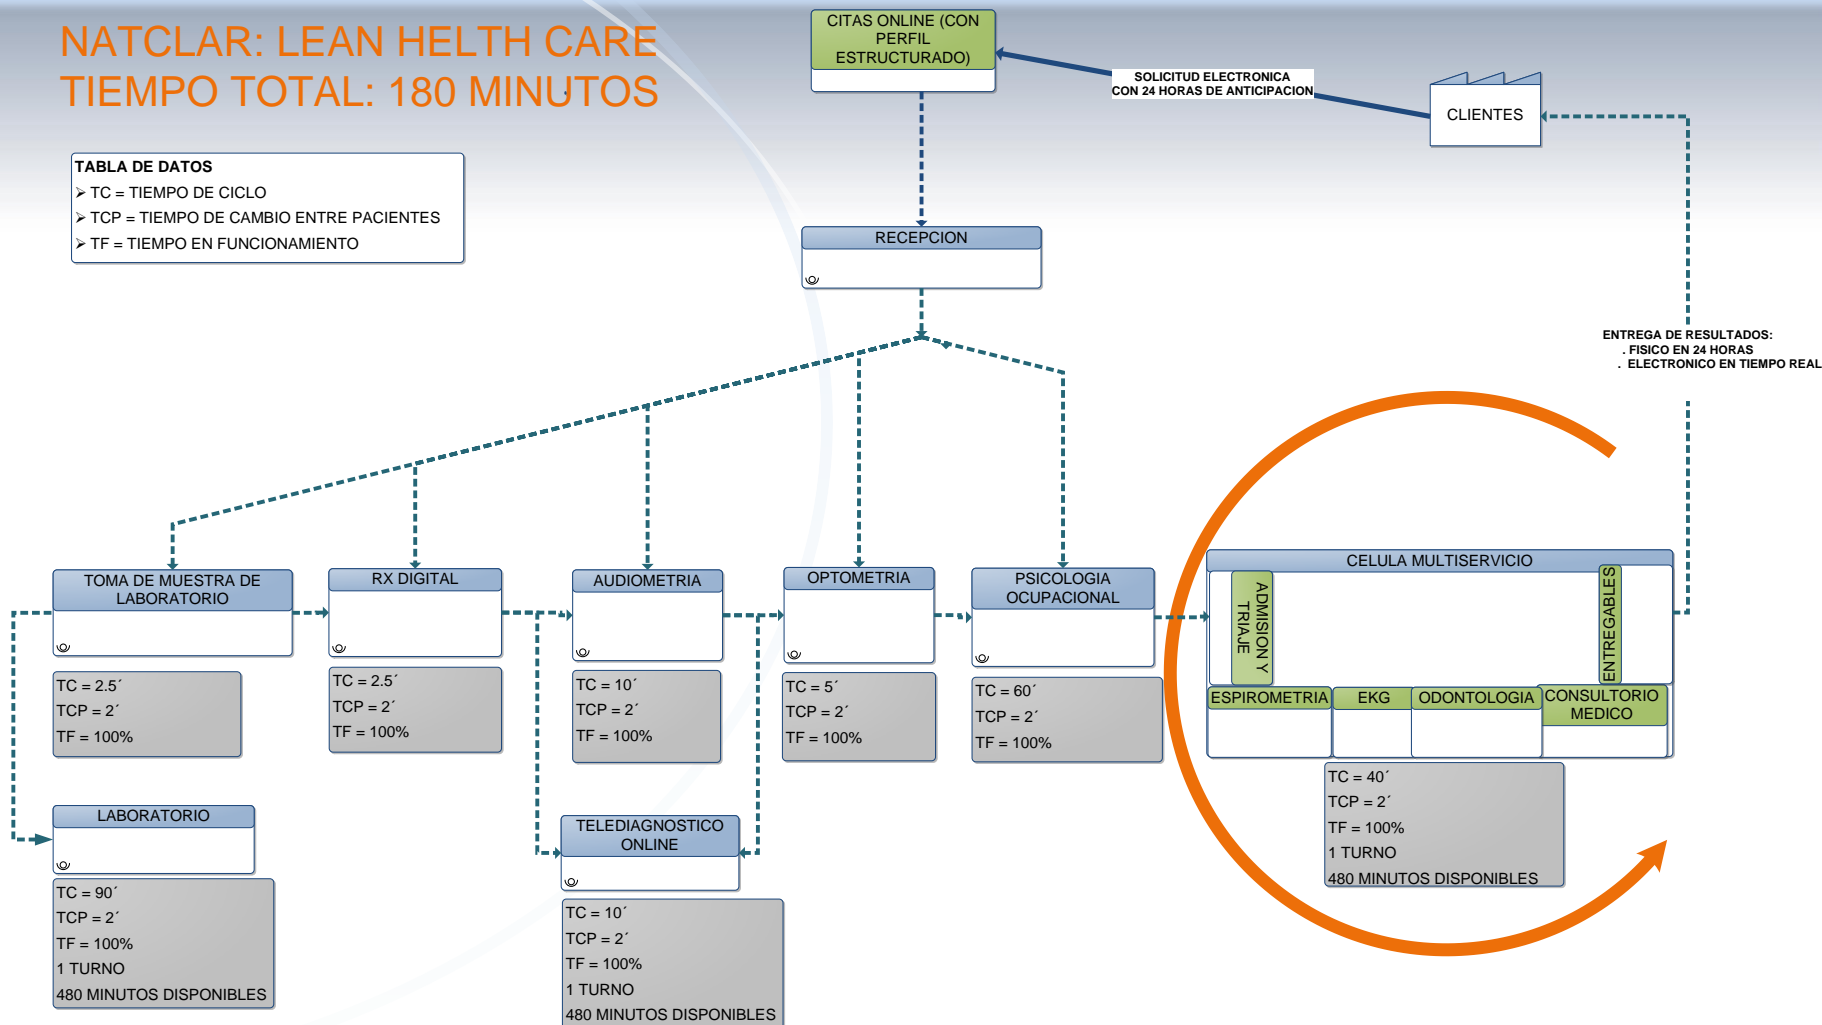 NATCLAR: LEAN HELTH CARE
TIEMPO TOTAL: 180 MINUTOS
TABLA DE DATOS
➢ TC = TIEMPO DE CICLO
➢ TCP = TIEMPO DE CAMBIO ENTRE PACIENTES
➢ TF = TIEMPO EN FUNCIONAMIENTO
CITAS ONLINE (CON
PERFIL
ESTRUCTURADO)
SOLICITUD ELECTRONICA
CON 24 HORAS DE ANTICIPACION
CLIENTES
RECEPCION
ENTREGA DE RESULTADOS:
. FISICO EN 24 HORAS
. ELECTRONICO EN TIEMPO REAL
TOMA DE MUESTRA DE
LABORATORIO
TC = 2.5´
TCP = 2´
TF = 100%
RX DIGITAL
TC = 2.5´
TCP = 2´
TF = 100%
AUDIOMETRIA
TC = 10´
TCP = 2´
TF = 100%
OPTOMETRIA
TC = 5´
TCP = 2´
TF = 100%
PSICOLOGIA
OCUPACIONAL
TC = 60´
TCP = 2´
TF = 100%
CELULA MULTISERVICIO
ADMISION Y
TRIAJE
ENTREGABLES
ESPIROMETRIA
EKG
ODONTOLOGIA
CONSULTORIO
MEDICO
TC = 40´
TCP = 2´
TF = 100%
1 TURNO
480 MINUTOS DISPONIBLES
LABORATORIO
TC = 90´
TCP = 2´
TF = 100%
1 TURNO
480 MINUTOS DISPONIBLES
TELEDIAGNOSTICO
ONLINE
TC = 10´
TCP = 2´
TF = 100%
1 TURNO
480 MINUTOS DISPONIBLES